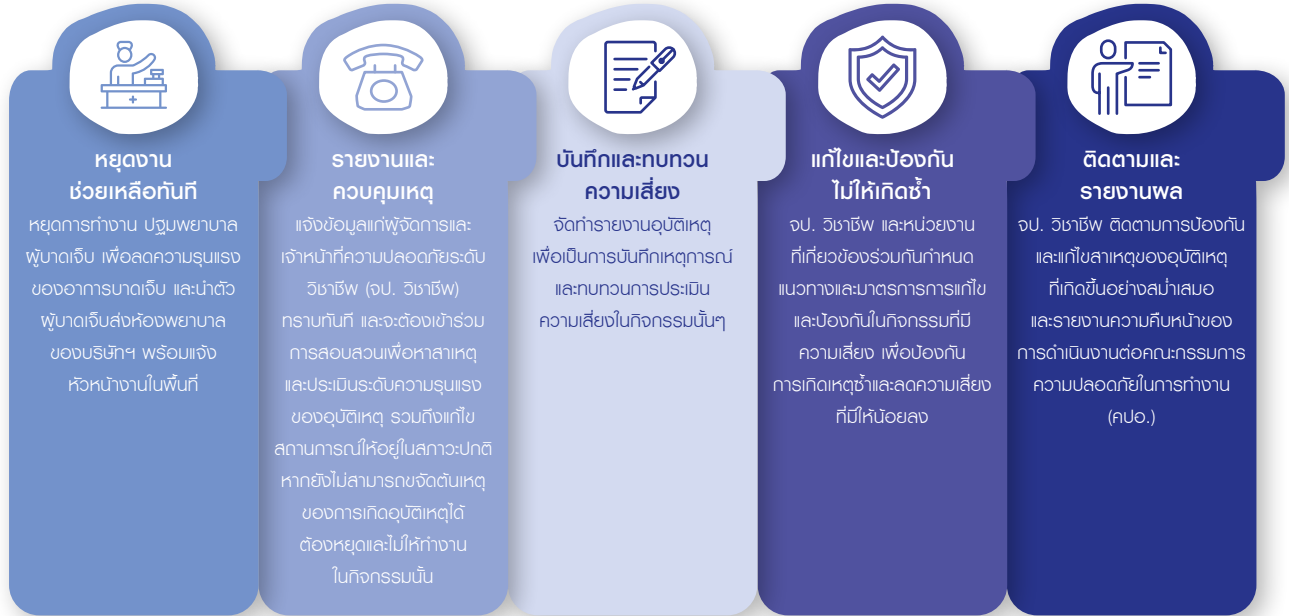 หยุดงาน
ช่วยเหลือทันที
หยุดการทำงาน ปฐมพยาบาล
ผู้บาดเจ็บ เพื่อลดความรุนแรง
ของอาการบาดเจ็บ และนำตัว
ผู้บาดเจ็บส่งห้องพยาบาล
ของบริษัทฯ พร้อมแจ้ง
หัวหน้างานในพื้นที่
รายงานและ
ควบคุมเหตุ
แจ้งข้อมูลแก่ผู้จัดการและ
เจ้าหน้าที่ความปลอดภัยระดับ
วิชาชีพ (จป. วิชาชีพ)
ทราบทันที และจะต้องเข้าร่วม
การสอบสวนเพื่อหาสาเหตุ
และประเมินระดับความรุนแรง
ของอุบัติเหตุ รวมถึงแก้ไข
สถานการณ์ให้อยู่ในสภาวะปกติ
หากยังไม่สามารถขจัดต้นเหตุ
ของการเกิดอุบัติเหตุได้
ต้องหยุดและไม่ให้ทำงาน
ในกิจกรรมนั้น
บันทึกและทบทวน
ความเสี่ยง
จัดทำรายงานอุบัติเหตุ
เพื่อเป็นการบันทึกเหตุการณ์
และทบทวนการประเมิน
ความเสี่ยงในกิจกรรมนั้นๆ
แก้ไขและป้องกัน
ไม่ให้เกิดซ้ำ
จป. วิชาชีพ และหน่วยงาน
ที่เกี่ยวข้องร่วมกันกำหนด
แนวทางและมาตรการการแก้ไข
และป้องกันในกิจกรรมที่มี
ความเสี่ยง เพื่อป้องกัน
การเกิดเหตุซ้ำและลดความเสี่ยง
ที่มีให้น้อยลง
ติดตามและ
รายงานผล
จป. วิชาชีพ ติดตามการป้องกัน
และแก้ไขสาเหตุของอุบัติเหตุ
ที่เกิดขึ้นอย่างสม่ำเสมอ
และรายงานความคืบหน้าของ
การดำเนินงานต่อคณะกรรมการ
ความปลอดภัยในการทำงาน
(คปอ.)